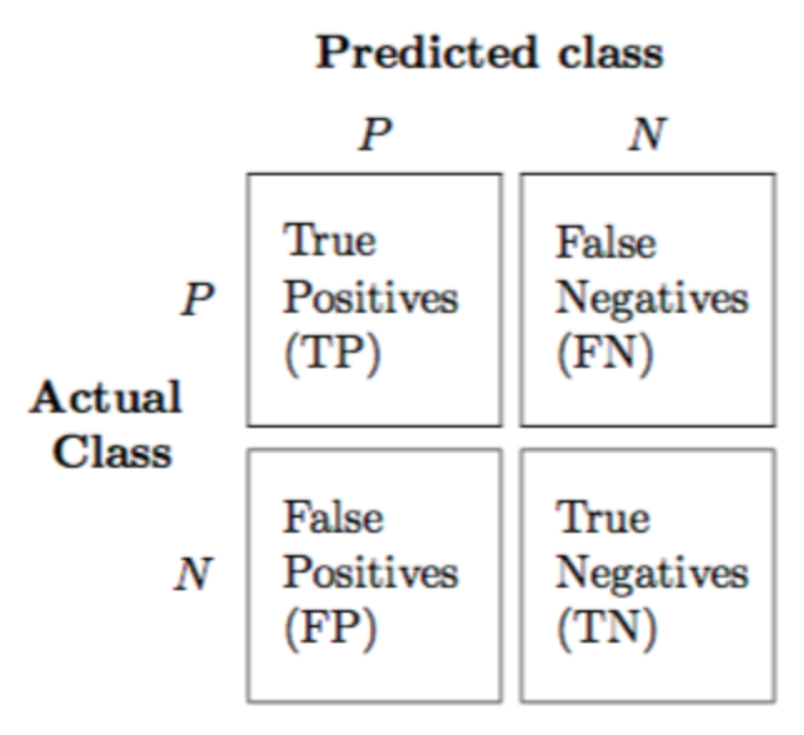 Predicted class
P N
True
Positives
(TP)
False
Negatives
(FN)
P
Actual
Class
False
Positives
(FP)
True
Negatives
(TN)
N